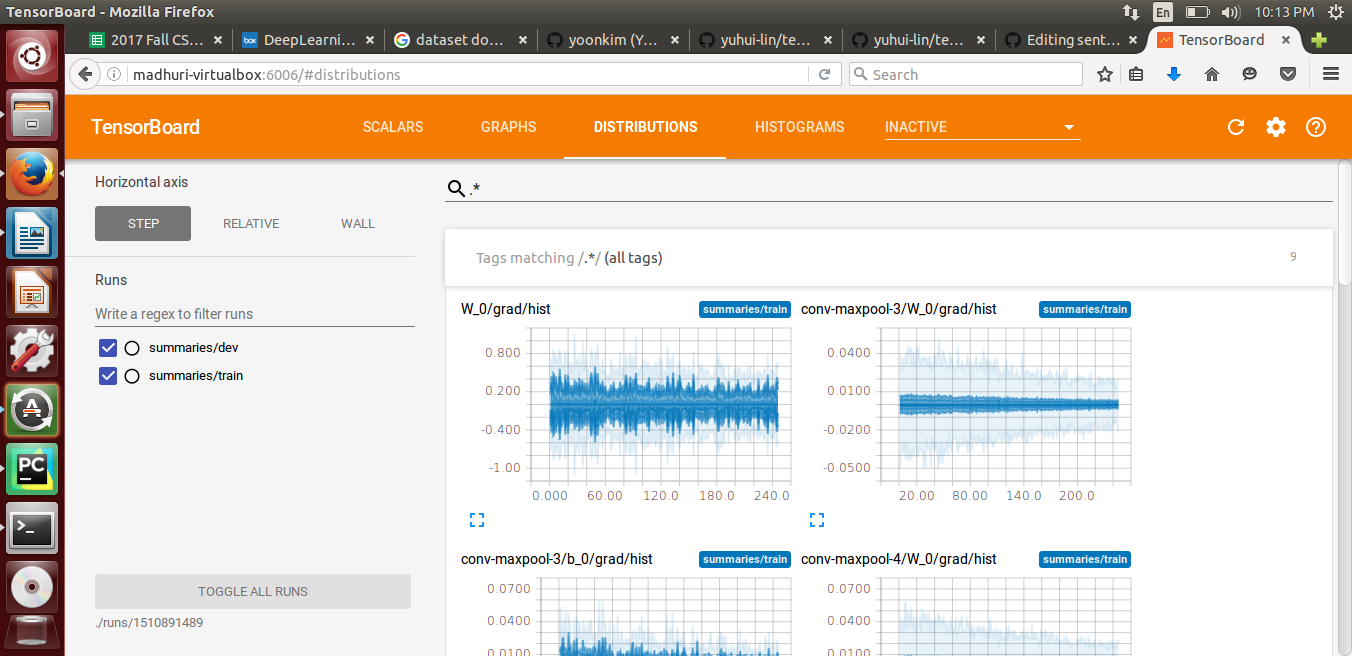 TensorBoard - Mozilla Firefox
En
10:13 PM
2017 Fall CS... ×
box DeepLearni... ×
dataset do... ×
yoonkim (Y... ×
yuhui-lin/te... ×
yuhui-lin/te... ×
Editing sent... ×
TensorBoard ×
madhuri-virtualbox:6006/#distributions
Search
TensorBoard
SCALARS
GRAPHS
DISTRIBUTIONS
HISTOGRAMS
INACTIVE
Horizontal axis
STEP
RELATIVE
WALL
Runs
Write a regex to filter runs
summaries/dev
summaries/train
TOGGLE ALL RUNS
./runs/1510891489
.*
Tags matching /.*/ (all tags)
9
W_0/grad/hist
summaries/train
0.800
0.200
-0.400
-1.00
0.000 60.00 120.0 180.0 240.0
conv-maxpool-3/W_0/grad/hist
summaries/train
0.0400
0.0100
-0.0200
-0.0500
20.00 80.00 140.0 200.0
conv-maxpool-3/b_0/grad/hist
summaries/train
0.0700
0.0400
0.0100
conv-maxpool-4/W_0/grad/hist
summaries/train
0.0700
0.0400
0.0100
PC
>_